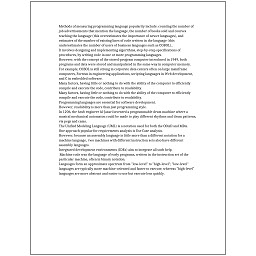 Methods of measuring programming language popularity include: counting the number of
job advertisements that mention the language, the number of books sold and courses
teaching the language (this overestimates the importance of newer languages), and
estimates of the number of existing lines of code written in the language (this
underestimates the number of users of business languages such as COBOL).
It involves designing and implementing algorithms, step-by-step specifications of
procedures, by writing code in one or more programming languages.
However, with the concept of the stored-program computer introduced in 1949, both
programs and data were stored and manipulated in the same way in computer memory.
For example, COBOL is still strong in corporate data centers often on large mainframe
computers, Fortran in engineering applications, scripting languages in Web development,
and C in embedded software.
Many factors, having little or nothing to do with the ability of the computer to efficiently
compile and execute the code, contribute to readability.
Many factors, having little or nothing to do with the ability of the computer to efficiently
compile and execute the code, contribute to readability.
Programming languages are essential for software development.
However, readability is more than just programming style.
In 1206, the Arab engineer Al-Jazari invented a programmable drum machine where a
musical mechanical automaton could be made to play different rhythms and drum patterns,
via pegs and cams.
The Unified Modeling Language (UML) is a notation used for both the OOAD and MDA.
One approach popular for requirements analysis is Use Case analysis.
However, because an assembly language is little more than a different notation for a
machine language, two machines with different instruction sets also have different
assembly languages.
Integrated development environments (IDEs) aim to integrate all such help.
Machine code was the language of early programs, written in the instruction set of the
particular machine, often in binary notation.
Languages form an approximate spectrum from "low-level" to "high-level"; "low-level"
languages are typically more machine-oriented and faster to execute, whereas "high-level"
languages are more abstract and easier to use but execute less quickly.